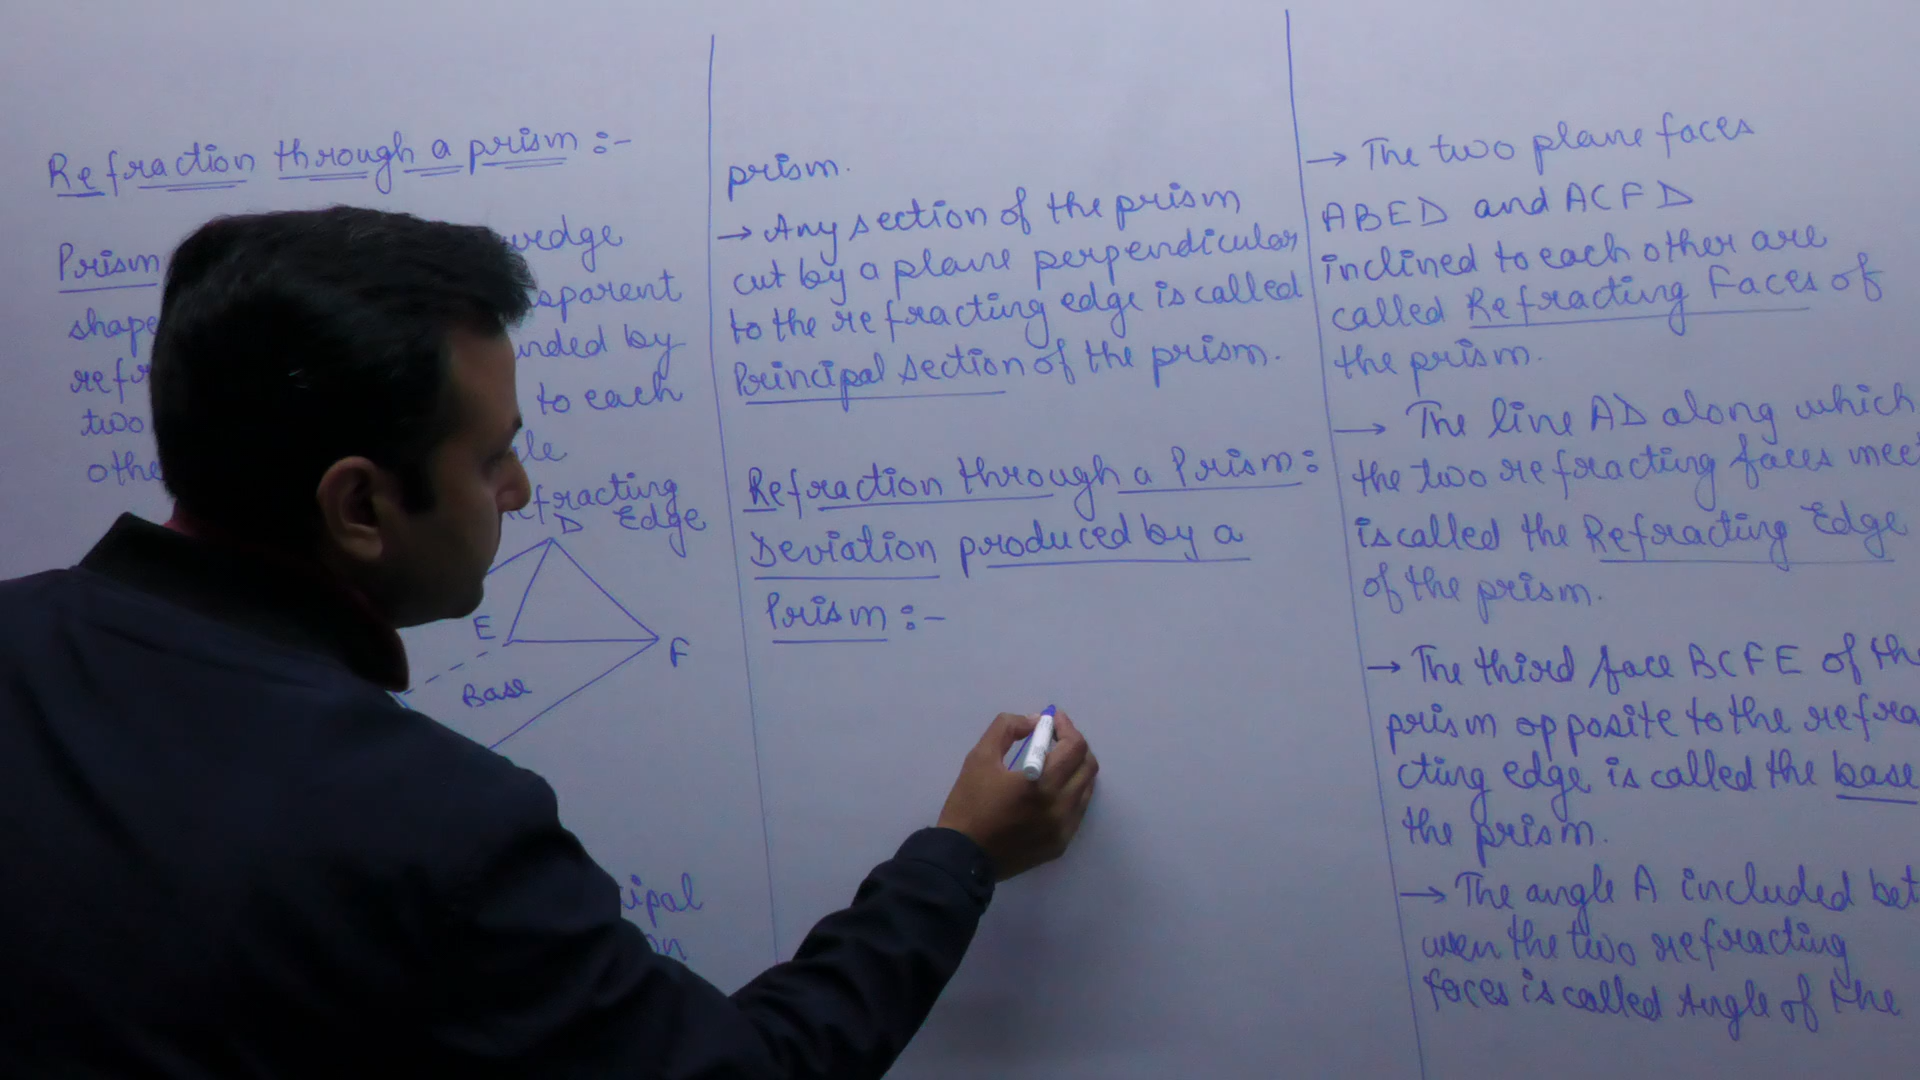 Refraction through a prism :-
Prism wedge
shape sparent
refr nded by
two to each
othe le
efracting
D Edge
E
F
Base
ipal
on
prism.
→ Any section of the prism
cut by a plane perpendicular
to the refracting edge is called
Principal section of the prism.
Refraction through a Prism :
Deviation produced by a
Prism :-
→ The two plane faces
ABED and ACFD
inclined to each other are
called Refracting Faces of
the prism.
→ The line AD along which
the two refracting faces meet
is called the Refracting Edge
of the prism.
→ The third face BCFE of the
prism opposite to the refra
cting edge is called the base
the prism.
→ The angle A included bet
ween the two refracting
faces is called Angle of the